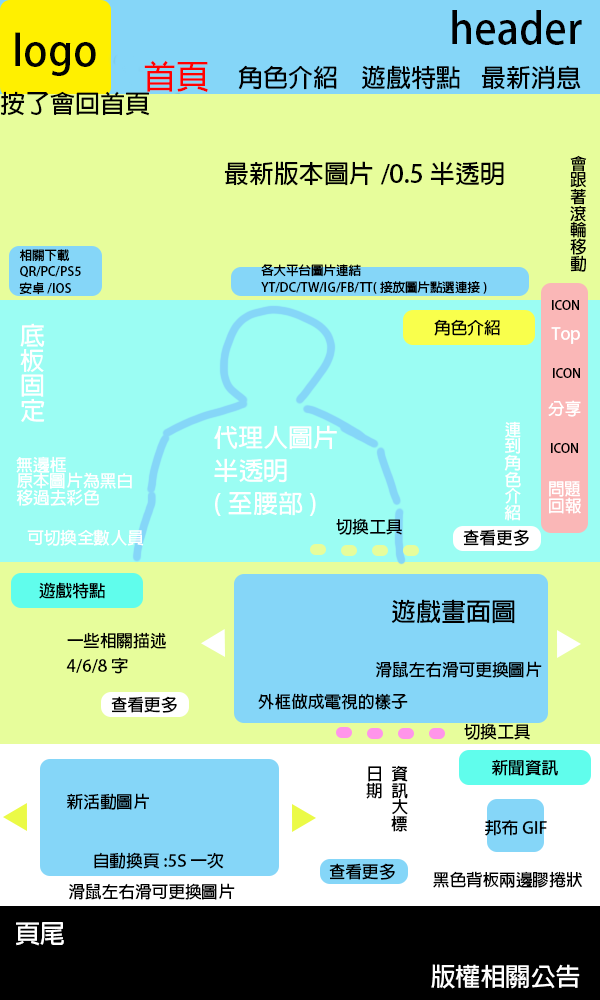 logo
header
首頁
角色介紹
遊戲特點
最新消息
按了會回首頁
最新版本圖片 /0.5 半透明
會跟著滾輪移動
相關下載
QR/PC/PS5
安卓 /IOS
各大平台圖片連結
YT/DC/TW/IG/FB/TT( 接放圖片點選連接 )
底板固定
角色介紹
ICON
Top
ICON
分享
ICON
問題
回報
代理人圖片
半透明
( 至腰部 )
無邊框
原本圖片為黑白
移過去彩色
可切換全數人員
連到角色介紹
切換工具
查看更多
遊戲特點
一些相關描述
4/6/8 字
查看更多
遊戲畫面圖
滑鼠左右滑可更換圖片
外框做成電視的樣子
切換工具
新活動圖片
自動換頁 :5S 一次
滑鼠左右滑可更換圖片
資訊大標
日期
查看更多
新聞資訊
邦布 GIF
黑色背板兩邊膠捲狀
頁尾
版權相關公告